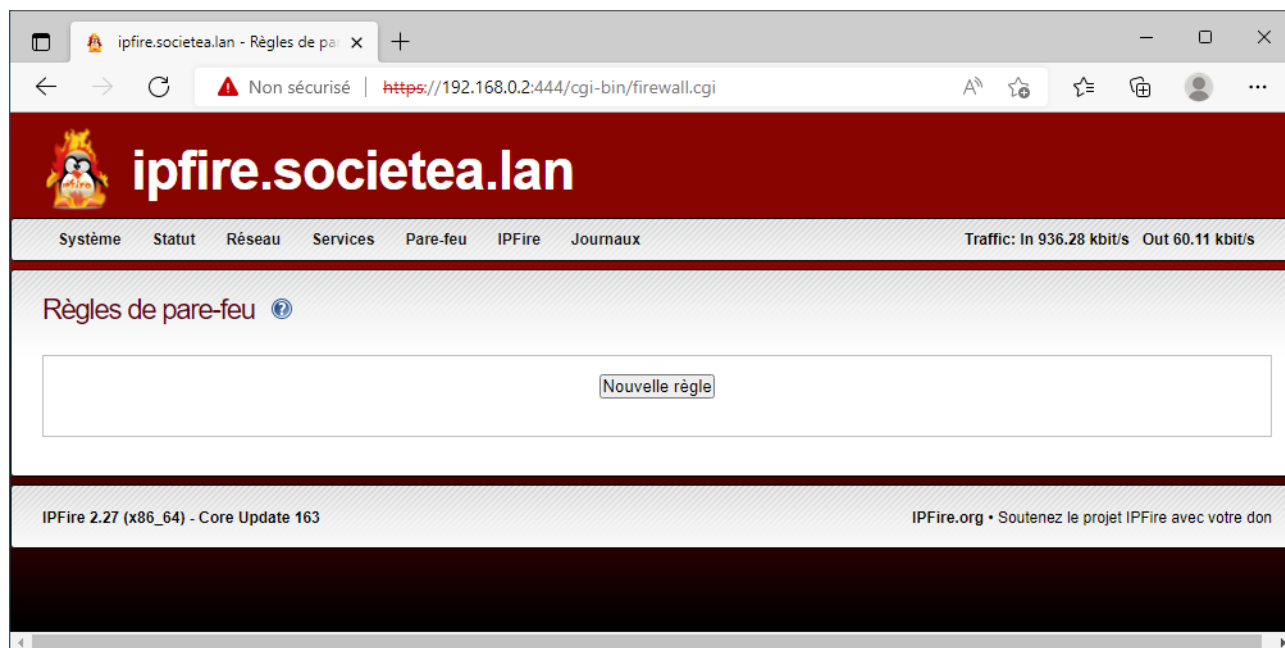 ipfire.societea.lan - Règles de pa
Non sécurisé | https://192.168.0.2:444/cgi-bin/firewall.cgi
ipfire.societea.lan
Système Statut Réseau Services Pare-feu IPFire Journaux Traffic: In 936.28 kbit/s Out 60.11 kbit/s
Règles de pare-feu
Nouvelle règle
IPFire 2.27 (x86_64) - Core Update 163 IPFire.org • Soutenez le projet IPFire avec votre don